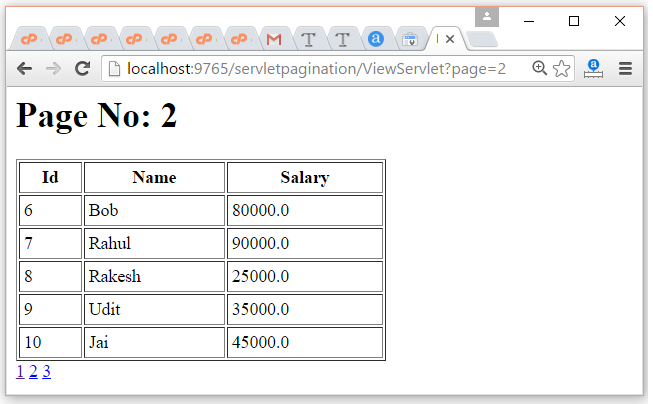 localhost:9765/servletpagination/ViewServlet?page=2
Page No: 2
Id Name Salary
6 Bob 80000.0
7 Rahul 90000.0
8 Rakesh 25000.0
9 Udit 35000.0
10 Jai 45000.0
1 2 3